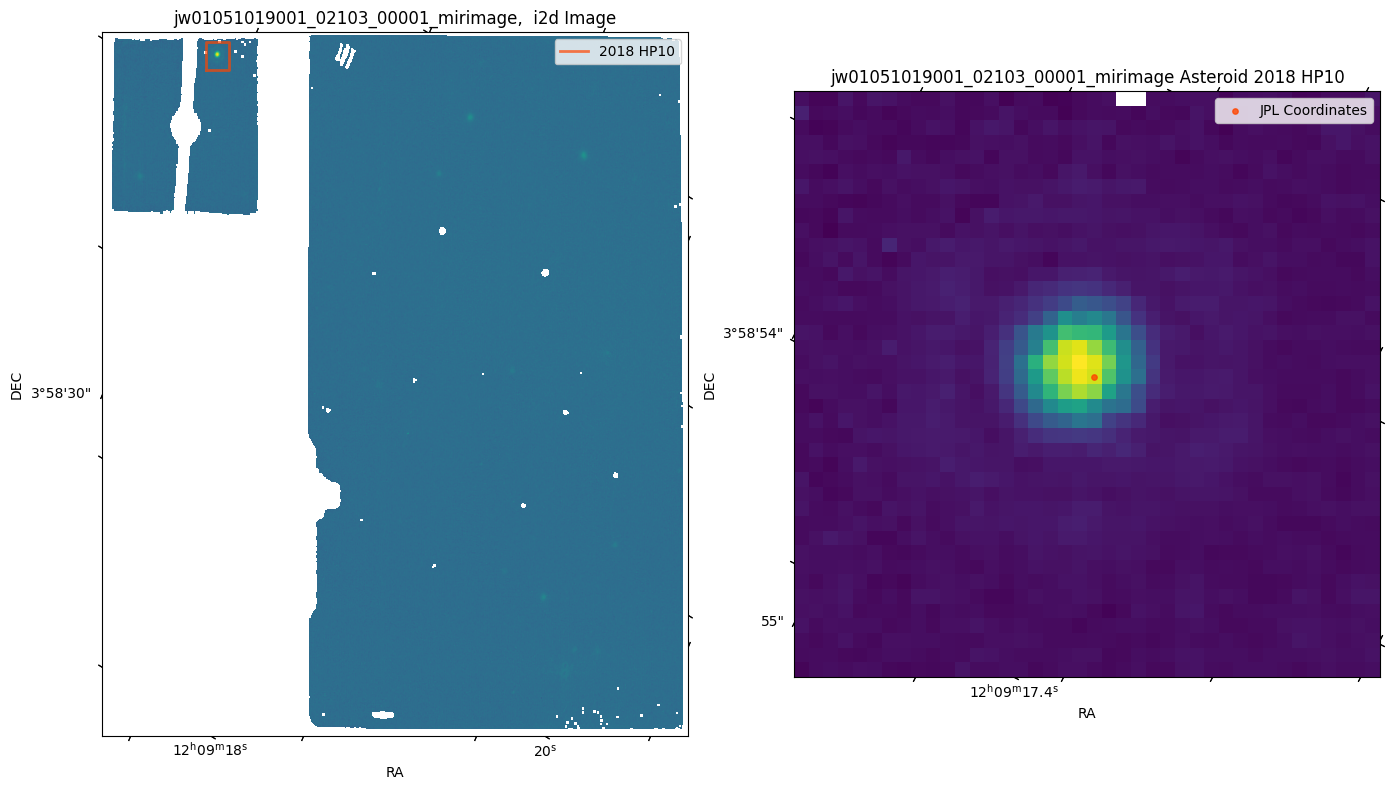 jw01051019001_02103_00001_mirimage,  i2d Image
2018 HP10
DEC
3°58'30"
12ʰ09ᵐ18ˢ
20ˢ
RA
jw01051019001_02103_00001_mirimage Asteroid 2018 HP10
JPL Coordinates
DEC
3°58'54"
55"
12ʰ09ᵐ17.4ˢ
RA